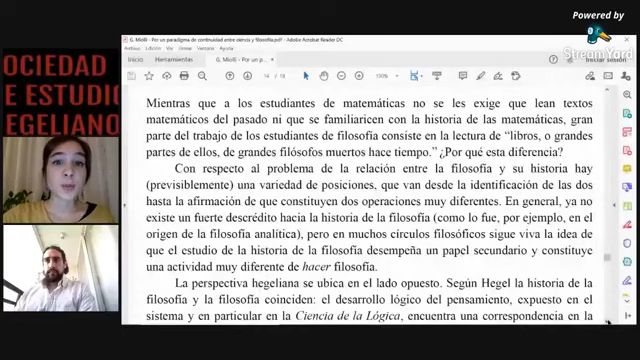 Powered by
StreamYard
OCIEDAD
E ESTUDIO
EGELIANO
G. Miolli - Por un paradigma de continuidad entre ciencia y filosofía.pdf - Adobe Acrobat Reader DC
Archivo Edición Ver Firmar Ventana Ayuda
Inicio Herramientas G. Miolli - Por un p... × Iniciar sesión
Mientras que a los estudiantes de matemáticas no se les exige que lean textos
matemáticos del pasado ni que se familiaricen con la historia de las matemáticas, gran
parte del trabajo de los estudiantes de filosofía consiste en la lectura de “libros, o grandes
partes de ellos, de grandes filósofos muertos hace tiempo.” ¿Por qué esta diferencia?
Con respecto al problema de la relación entre la filosofía y su historia hay
(previsiblemente) una variedad de posiciones, que van desde la identificación de las dos
hasta la afirmación de que constituyen dos operaciones muy diferentes. En general, ya no
existe un fuerte descrédito hacia la historia de la filosofía (como lo fue, por ejemplo, en el
origen de la filosofía analítica), pero en muchos círculos filosóficos sigue viva la idea de
que el estudio de la historia de la filosofía desempeña un papel secundario y constituye
una actividad muy diferente de hacer filosofía.
La perspectiva hegeliana se ubica en el lado opuesto. Según Hegel la historia de la
filosofía y la filosofía coinciden: el desarrollo lógico del pensamiento, expuesto en el
sistema y en particular en la Ciencia de la Lógica, encuentra una correspondencia en la